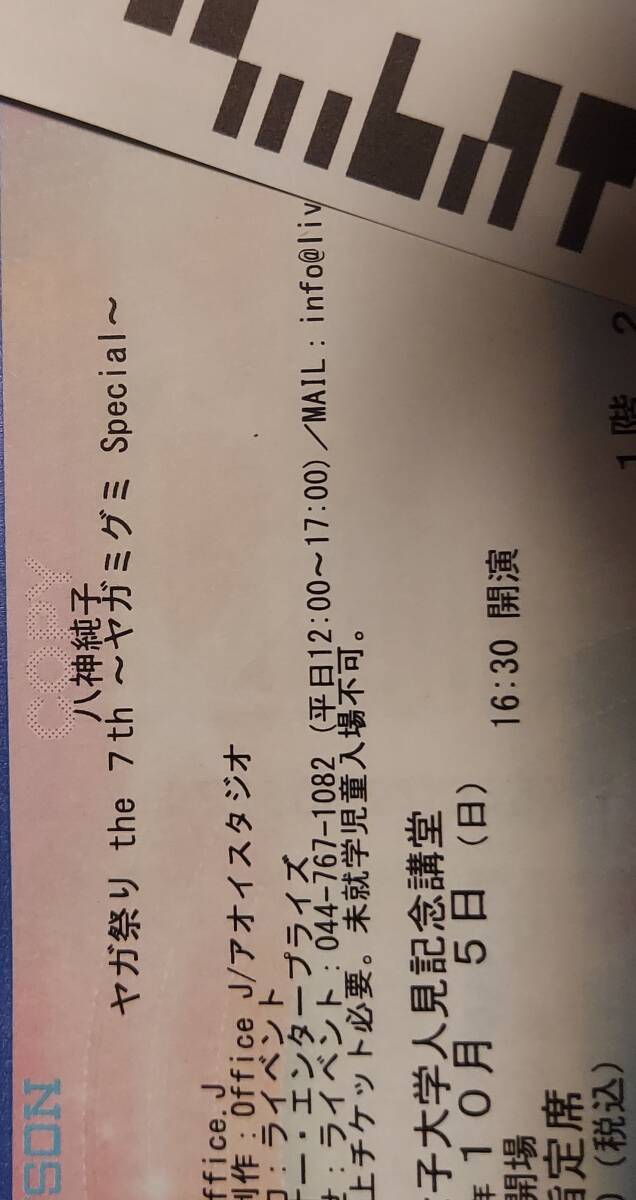 COPY
八神純子
ヤガ祭り the 7th ～ヤガミグミ Special～
ffice.J
制作：Office J/アオイスタジオ
：ライベント
ー・エンタープライズ
：ライベント：044-767-1082 (平日12:00～17:00)／MAIL：info@liv
上チケット必要。未就学児童入場不可。
子大学人見記念講堂
年１０月　５日（日）
開場　16:30 開演
指定席　１階　2
（税込）
SON